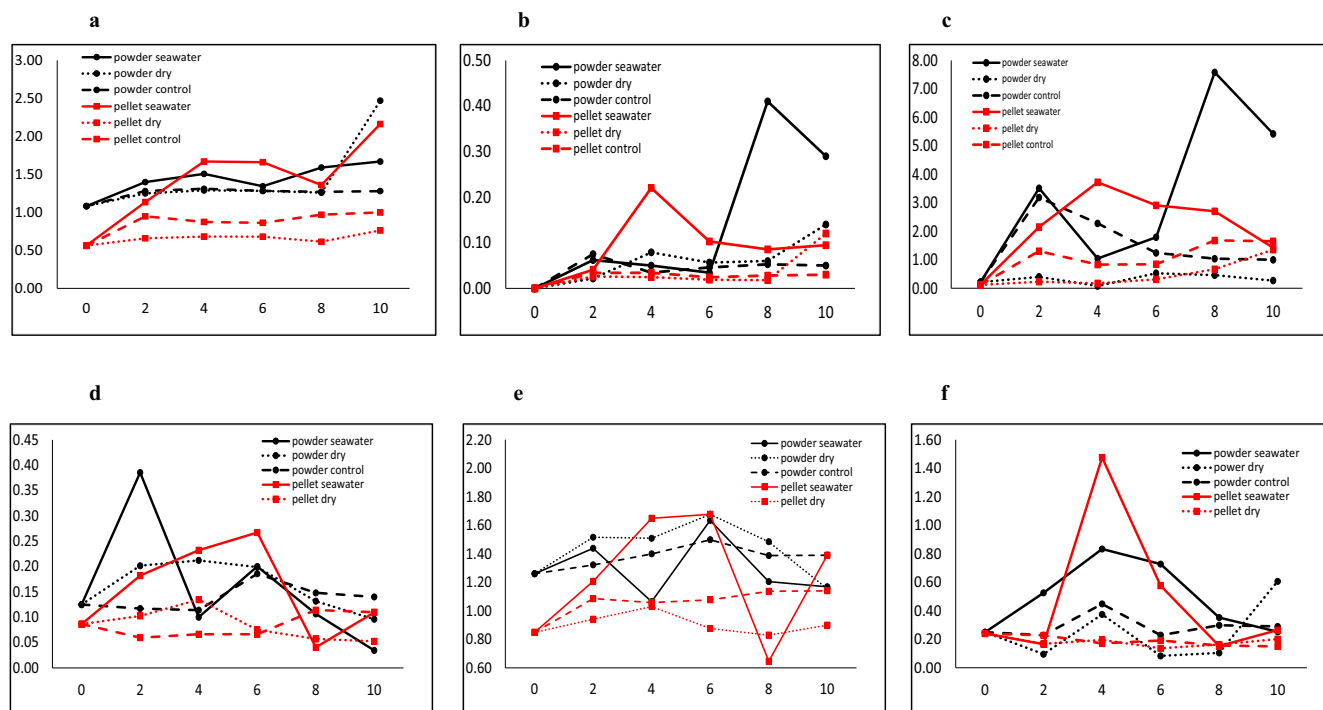 a
3.00
2.50
2.00
1.50
1.00
0.50
0.00
0 2 4 6 8 10
powder seawater
powder dry
powder control
pellet seawater
pellet dry
pellet control
b
0.50
0.40
0.30
0.20
0.10
0.00
0 2 4 6 8 10
powder seawater
powder dry
powder control
pellet seawater
pellet dry
pellet control
c
8.00
7.00
6.00
5.00
4.00
3.00
2.00
1.00
0.00
0 2 4 6 8 10
powder seawater
powder dry
powder control
pellet seawater
pellet dry
pellet control
d
0.45
0.40
0.35
0.30
0.25
0.20
0.15
0.10
0.05
0.00
0 2 4 6 8 10
powder seawater
powder dry
powder control
pellet seawater
pellet dry
e
2.20
2.00
1.80
1.60
1.40
1.20
1.00
0.80
0.60
0 2 4 6 8 10
powder seawater
powder dry
powder control
pellet seawater
pellet dry
f
1.60
1.40
1.20
1.00
0.80
0.60
0.40
0.20
0.00
0 2 4 6 8 10
powder seawater
power dry
powder control
pellet seawater
pellet dry